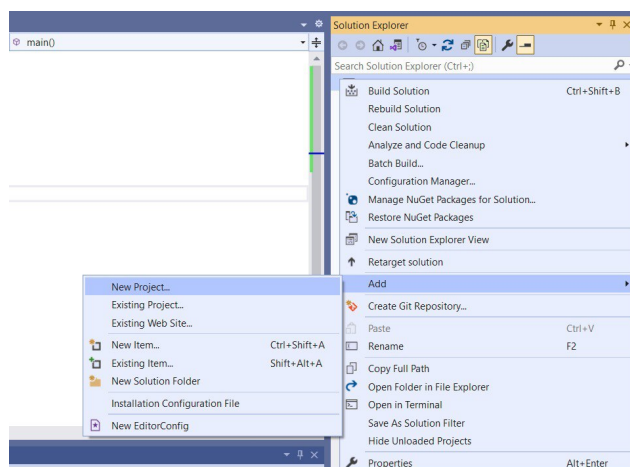 Solution Explorer
main()
Search Solution Explorer (Ctrl+;)
Build Solution Ctrl+Shift+B
Rebuild Solution
Clean Solution
Analyze and Code Cleanup
Batch Build...
Configuration Manager...
Manage NuGet Packages for Solution...
Restore NuGet Packages
New Solution Explorer View
Retarget solution
Add
Create Git Repository...
Paste Ctrl+V
Rename F2
Copy Full Path
Open Folder in File Explorer
Open in Terminal
Save As Solution Filter
Hide Unloaded Projects
Properties Alt+Enter
New Project...
Existing Project...
Existing Web Site...
New Item... Ctrl+Shift+A
Existing Item... Shift+Alt+A
New Solution Folder
Installation Configuration File
New EditorConfig